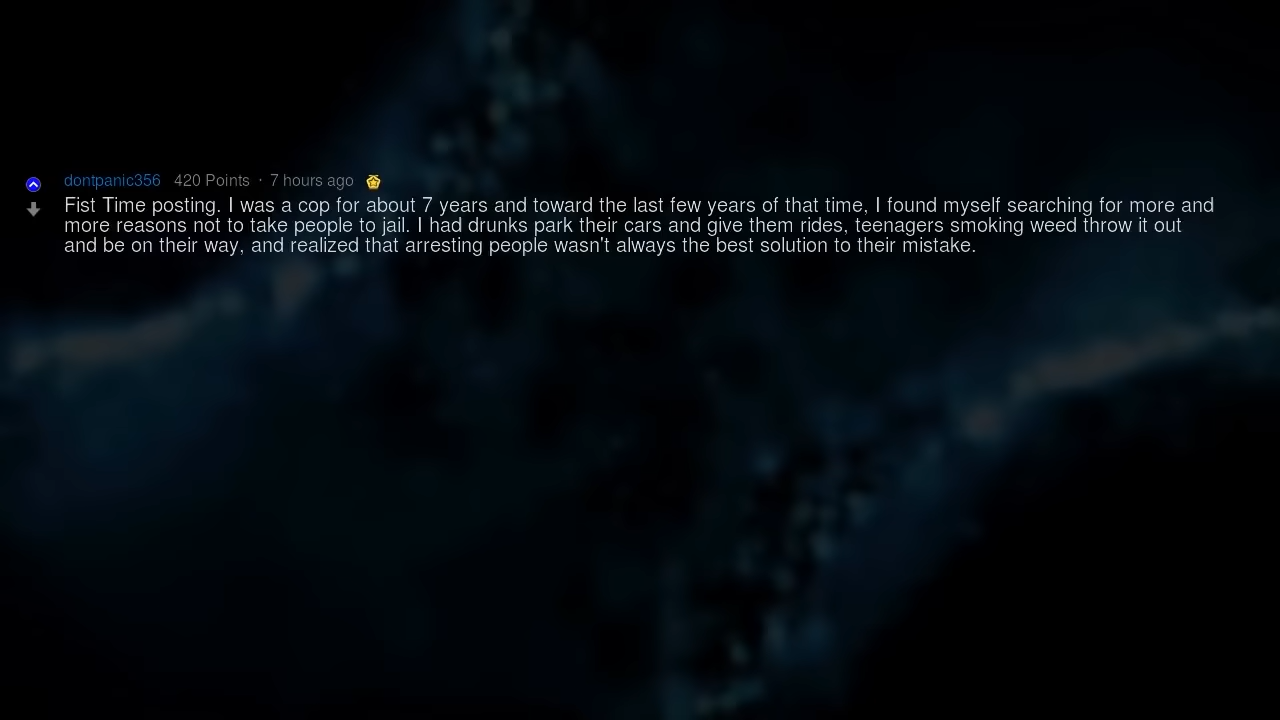 dontpanic356 420 Points · 7 hours ago
Fist Time posting. I was a cop for about 7 years and toward the last few years of that time, I found myself searching for more and
more reasons not to take people to jail. I had drunks park their cars and give them rides, teenagers smoking weed throw it out
and be on their way, and realized that arresting people wasn't always the best solution to their mistake.